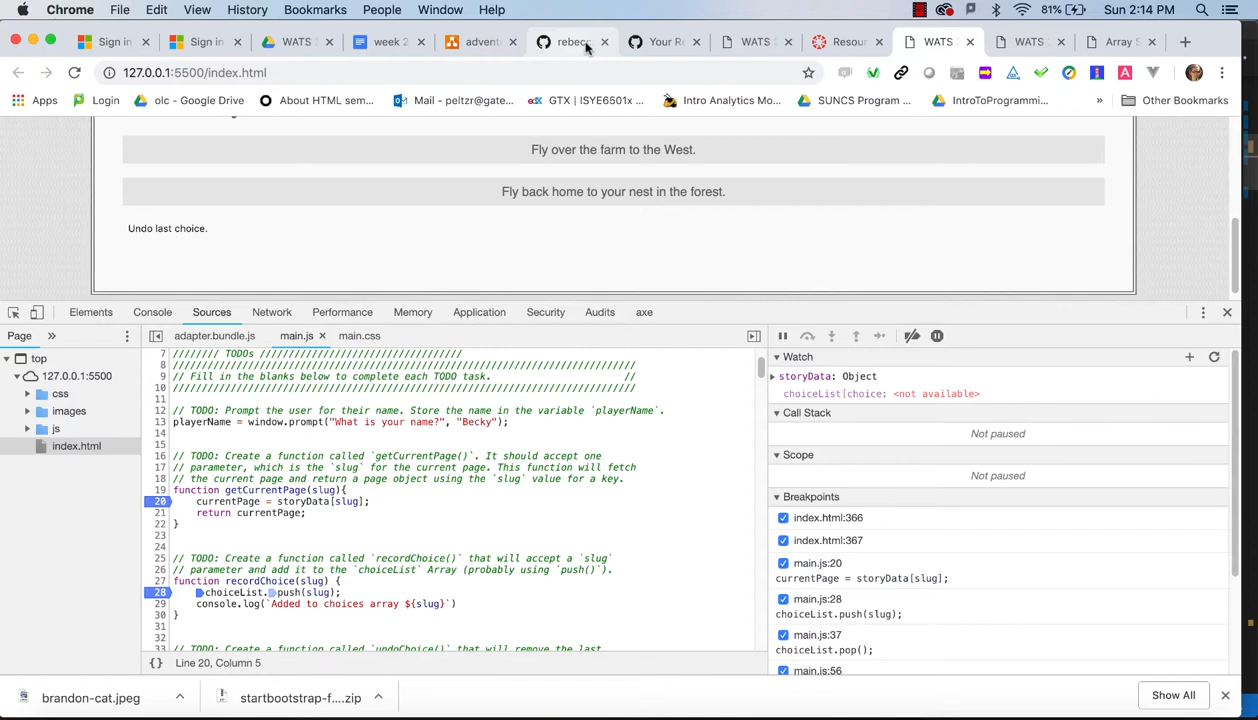 Chrome File Edit View History Bookmarks People Window Help 81% Sun 2:14 PM
Sign in Sign in WATS week 2 advent rebecc Your Re WATS Resour WATS WATS Array S
127.0.0.1:5500/index.html
Apps Login olc - Google Drive About HTML sem... Mail - peltzr@gate... GTX | ISYE6501x ... Intro Analytics Mo... SUNCS Program ... IntroToProgrammi... » Other Bookmarks
Fly over the farm to the West.
Fly back home to your nest in the forest.
Undo last choice.
Elements Console Sources Network Performance Memory Application Security Audits axe
Page » adapter.bundle.js main.js main.css
top
127.0.0.1:5500
css
images
js
index.html
7 //////// TODOs ///////////////////////////////////
8 ////////////////////////////////////////////////////////////////////////////////
9 // Fill in the blanks below to complete each TODO task. //
10 ////////////////////////////////////////////////////////////////////////////////
11
12 // TODO: Prompt the user for their name. Store the name in the variable `playerName`.
13 playerName = window.prompt("What is your name?", "Becky");
14
15
16 // TODO: Create a function called `getCurrentPage()`. It should accept one
17 // parameter, which is the `slug` for the current page. This function will fetch
18 // the current page and return a page object using the `slug` value for a key.
19 function getCurrentPage(slug){
20 currentPage = storyData[slug];
21 return currentPage;
22 }
23
24
25 // TODO: Create a function called `recordChoice()` that will accept a `slug`
26 // parameter and add it to the `choiceList` Array (probably using `push()`).
27 function recordChoice(slug) {
28 choiceList.push(slug);
29 console.log(`Added to choices array ${slug}`)
30 }
31
32
33 // TODO: Create a function called `undoChoice()` that will remove the last
{} Line 20, Column 5
Watch
storyData: Object
choiceList[choice: <not available>
Call Stack
Not paused
Scope
Not paused
Breakpoints
index.html:366
index.html:367
main.js:20
currentPage = storyData[slug];
main.js:28
choiceList.push(slug);
main.js:37
choiceList.pop();
main.js:56
brandon-cat.jpeg startbootstrap-f....zip Show All